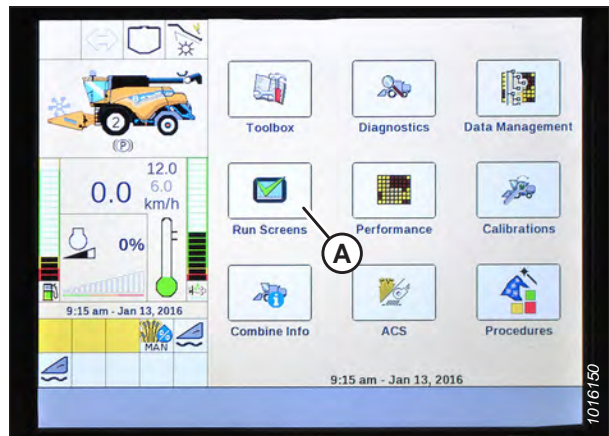 2
(P)
12.0
6.0
0.0 km/h
0%
9:15 am - Jan 13, 2016
%
MAN
Toolbox
Diagnostics
Data Management
Run Screens
Performance
Calibrations
A
Combine Info
ACS
Procedures
9:15 am - Jan 13, 2016
1016150